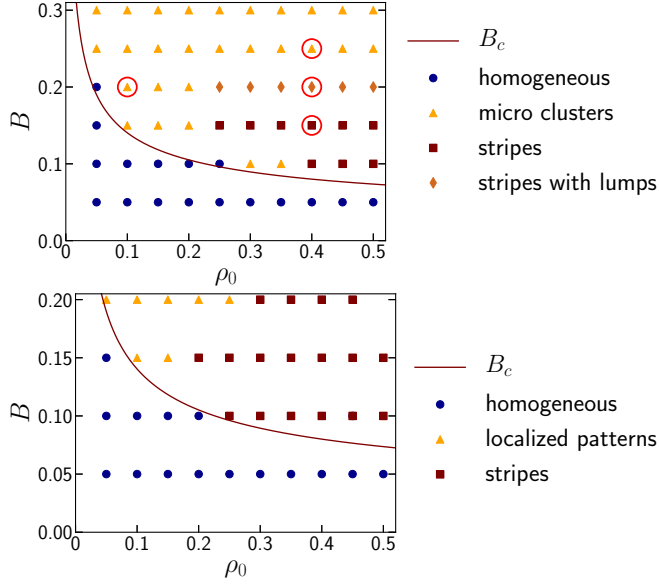 0.3
0.2
0.1
0.0
B
0 0.1 0.2 0.3 0.4 0.5
ρ₀
B_c
homogeneous
micro clusters
stripes
stripes with lumps
0.20
0.15
0.10
0.05
0.00
B
0 0.1 0.2 0.3 0.4 0.5
ρ₀
B_c
homogeneous
localized patterns
stripes